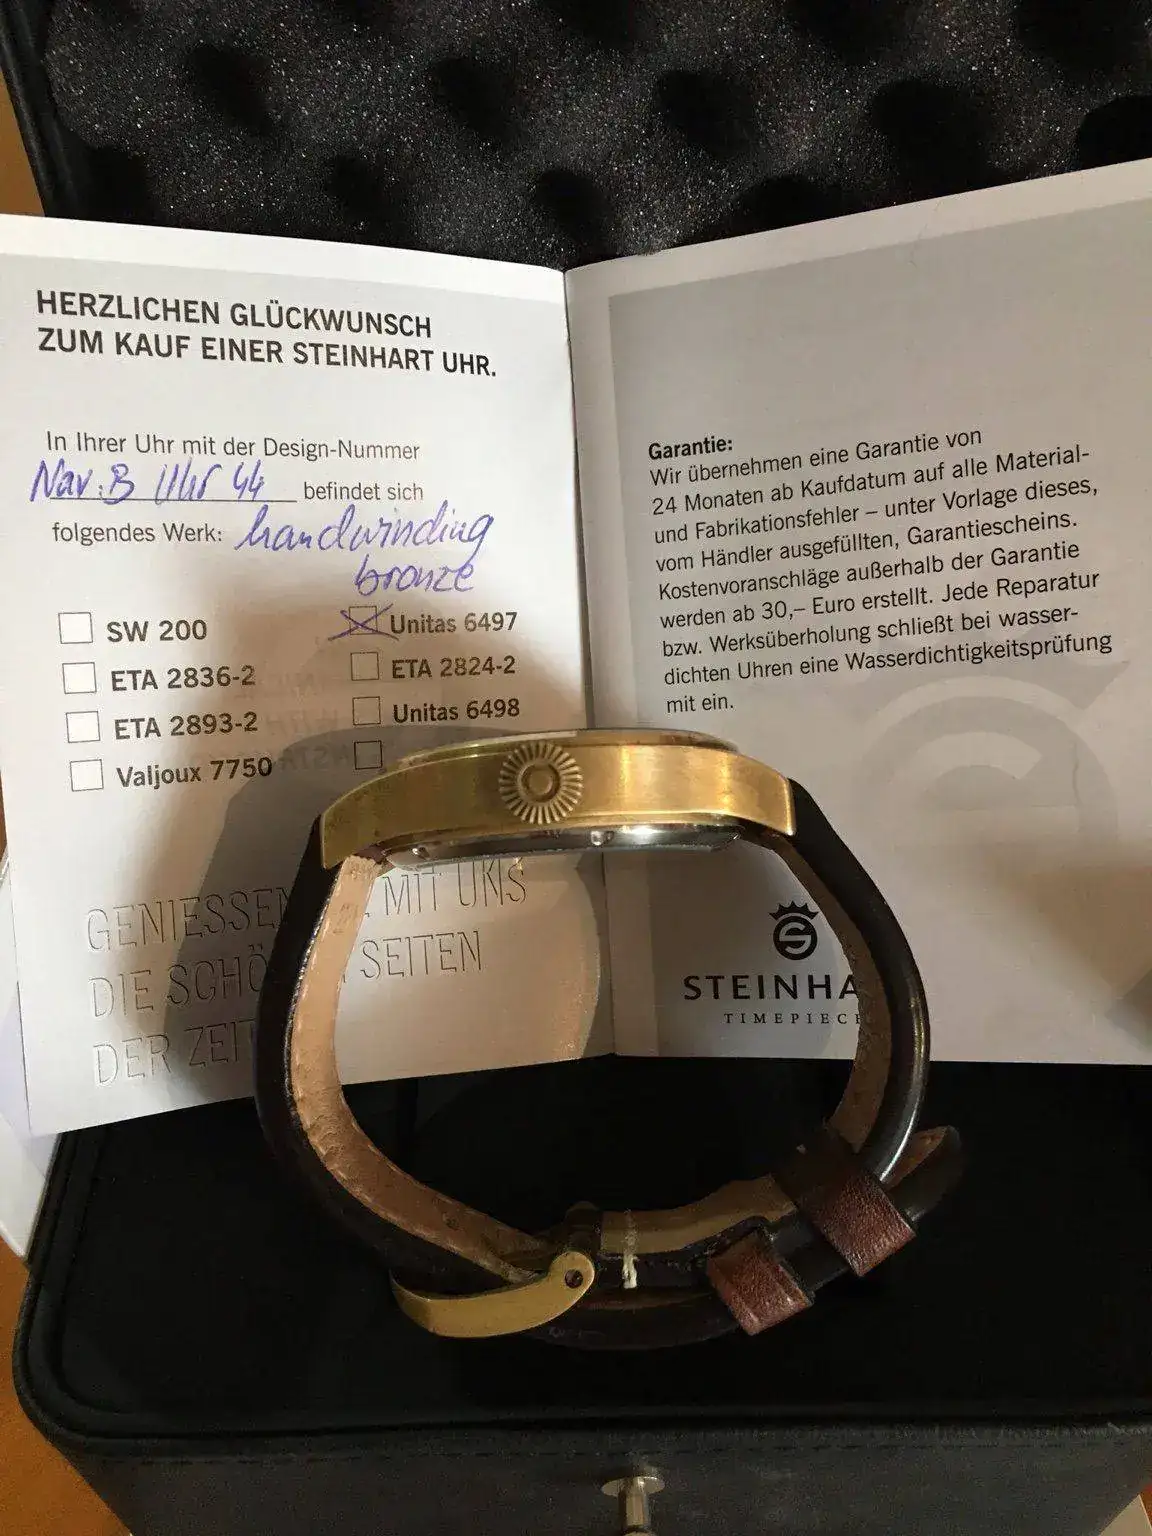 HERZLICHEN GLÜCKWUNSCH
ZUM KAUF EINER STEINHART UHR.
In Ihrer Uhr mit der Design-Nummer
Nav.B Uhr 44 befindet sich
folgendes Werk: handwinding
bronze
SW 200
Unitas 6497
ETA 2836-2
ETA 2824-2
ETA 2893-2
Unitas 6498
Valjoux 7750
GENIESSEN MIT UNS
DIE SCHÖ SEITEN
DER ZEIT
Garantie:
Wir übernehmen eine Garantie von
24 Monaten ab Kaufdatum auf alle Material-
und Fabrikationsfehler – unter Vorlage dieses,
vom Händler ausgefüllten, Garantiescheins.
Kostenvoranschläge außerhalb der Garantie
werden ab 30,– Euro erstellt. Jede Reparatur
bzw. Werksüberholung schließt bei wasser-
dichten Uhren eine Wasserdichtigkeitsprüfung
mit ein.
STEINHA
TIMEPIEC